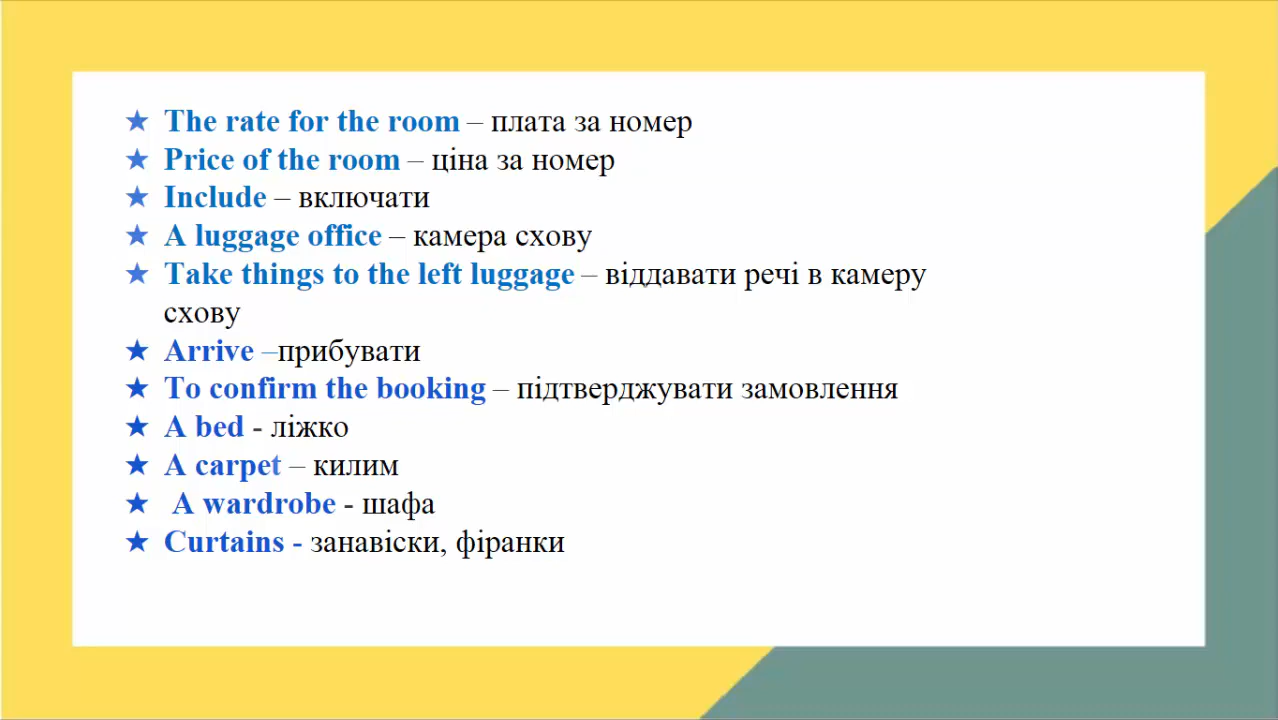 ★ The rate for the room – плата за номер
★ Price of the room – ціна за номер
★ Include – включати
★ A luggage office – камера схову
★ Take things to the left luggage – віддавати речі в камеру
схову
★ Arrive –прибувати
★ To confirm the booking – підтверджувати замовлення
★ A bed - ліжко
★ A carpet – килим
★ A wardrobe - шафа
★ Curtains - занавіски, фіранки